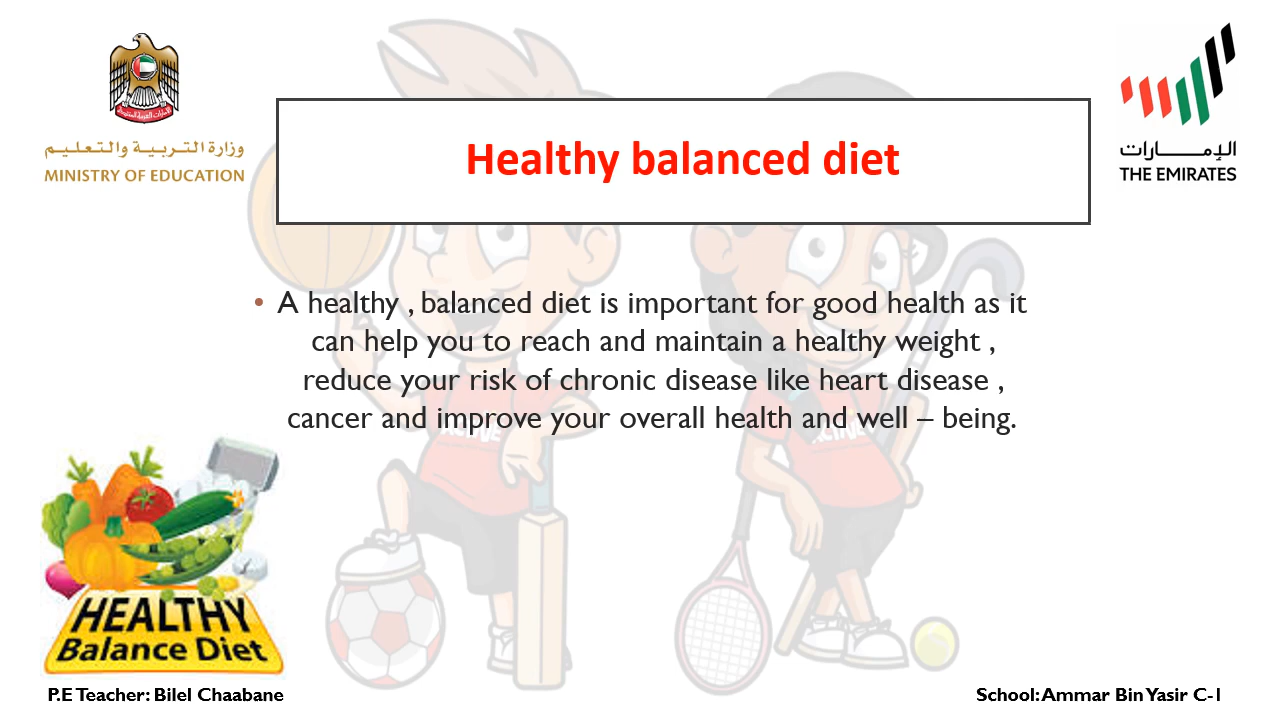 وزارة التربية والتعليم
MINISTRY OF EDUCATION
الإمارات
THE EMIRATES
Healthy balanced diet
• A healthy , balanced diet is important for good health as it
can help you to reach and maintain a healthy weight ,
reduce your risk of chronic disease like heart disease ,
cancer and improve your overall health and well – being.
HEALTHY
Balance Diet
P.E Teacher: Bilel Chaabane
School: Ammar Bin Yasir C-1